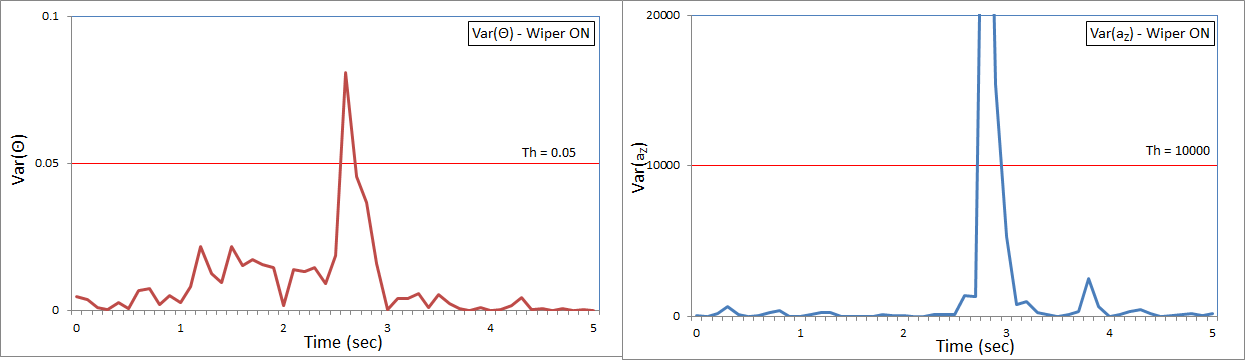 0.1
Var(Θ) - Wiper ON
Var(Θ)
0.05
Th = 0.05
0
0 1 2 3 4 5
Time (sec)
20000
Var(aZ) - Wiper ON
Var(aZ)
10000
Th = 10000
0
0 1 2 3 4 5
Time (sec)